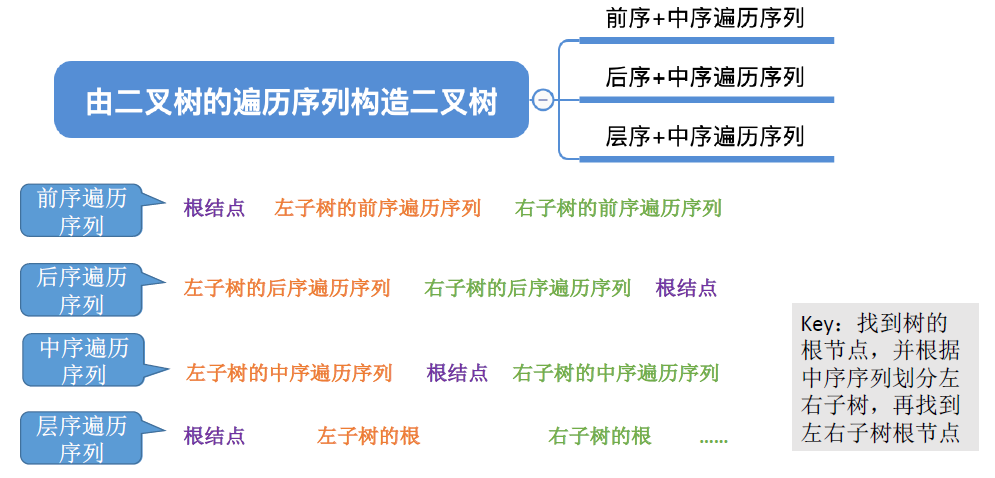 由二叉树的遍历序列构造二叉树
前序+中序遍历序列
后序+中序遍历序列
层序+中序遍历序列
前序遍历
序列
根结点 左子树的前序遍历序列 右子树的前序遍历序列
后序遍历
序列
左子树的后序遍历序列 右子树的后序遍历序列 根结点
中序遍历
序列
左子树的中序遍历序列 根结点 右子树的中序遍历序列
层序遍历
序列
根结点 左子树的根 右子树的根 ……
Key：找到树的
根节点，并根据
中序序列划分左
右子树，再找到
左右子树根节点